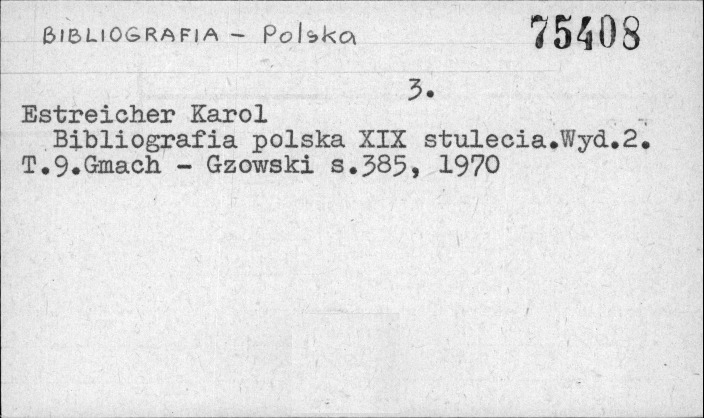 BIBLIOGRAFIA - Polska 75408
3.
Estreicher Karol
Bibliografia polska XIX stulecia.Wyd.2.
T.9.Gmach - Gzowski s.385, 1970